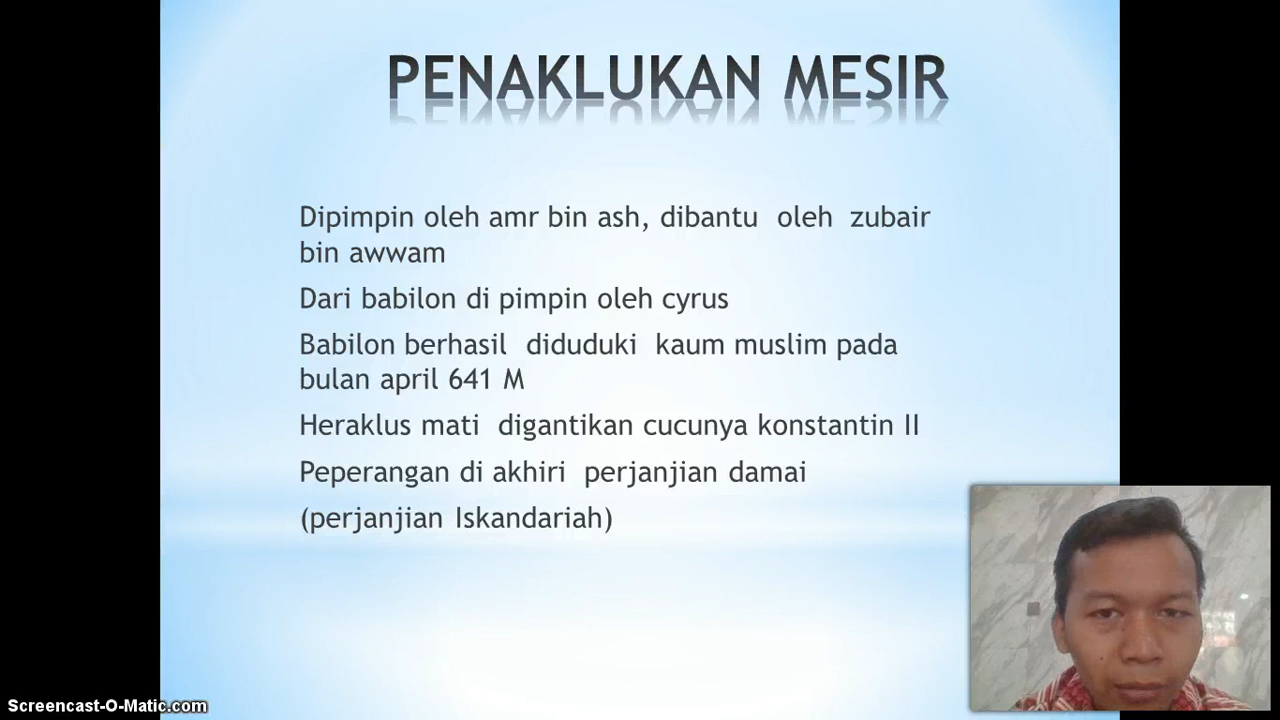 PENAKLUKAN MESIR
Dipimpin oleh amr bin ash, dibantu oleh zubair
bin awwam
Dari babilon di pimpin oleh cyrus
Babilon berhasil diduduki kaum muslim pada
bulan april 641 M
Heraklus mati digantikan cucunya konstantin II
Peperangan di akhiri perjanjian damai
(perjanjian Iskandariah)
Screencast-O-Matic.com